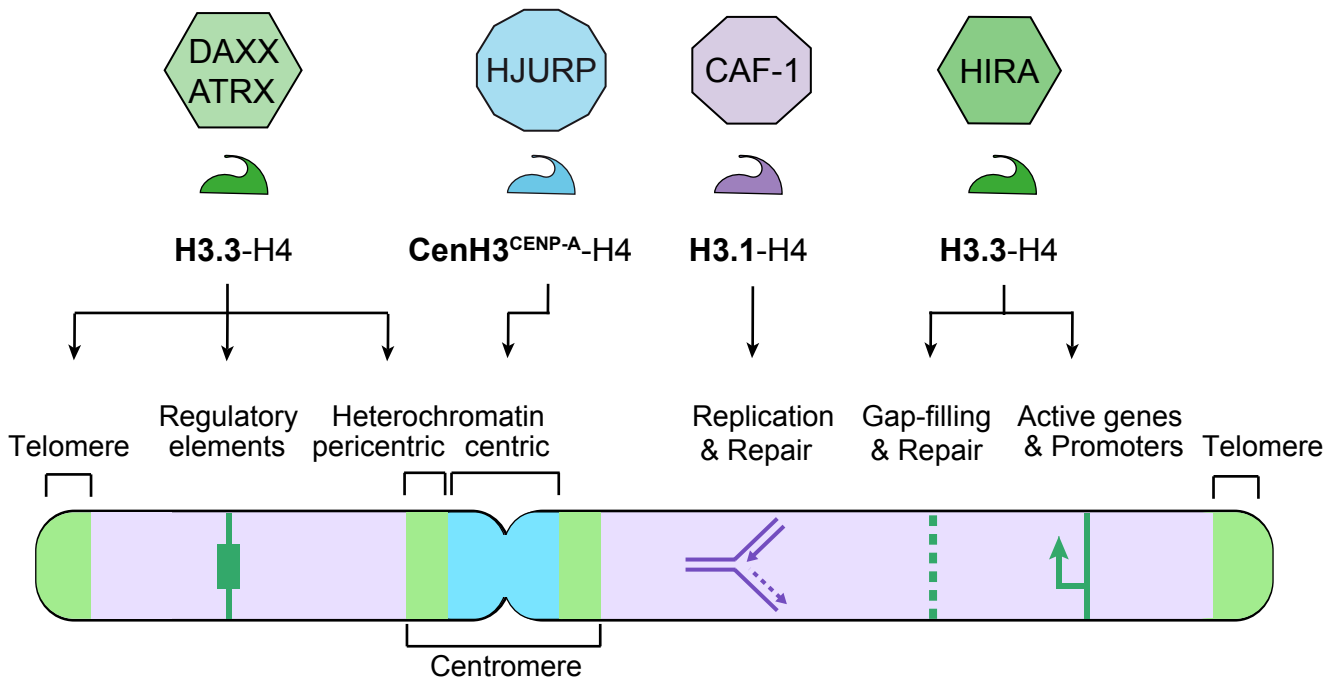 DAXX
ATRX
HJURP
CAF-1
HIRA
H3.3-H4
CenH3CENP-A-H4
H3.1-H4
H3.3-H4
Telomere
Regulatory
elements
Heterochromatin
pericentric centric
Replication
& Repair
Gap-filling
& Repair
Active genes
& Promoters
Telomere
Centromere